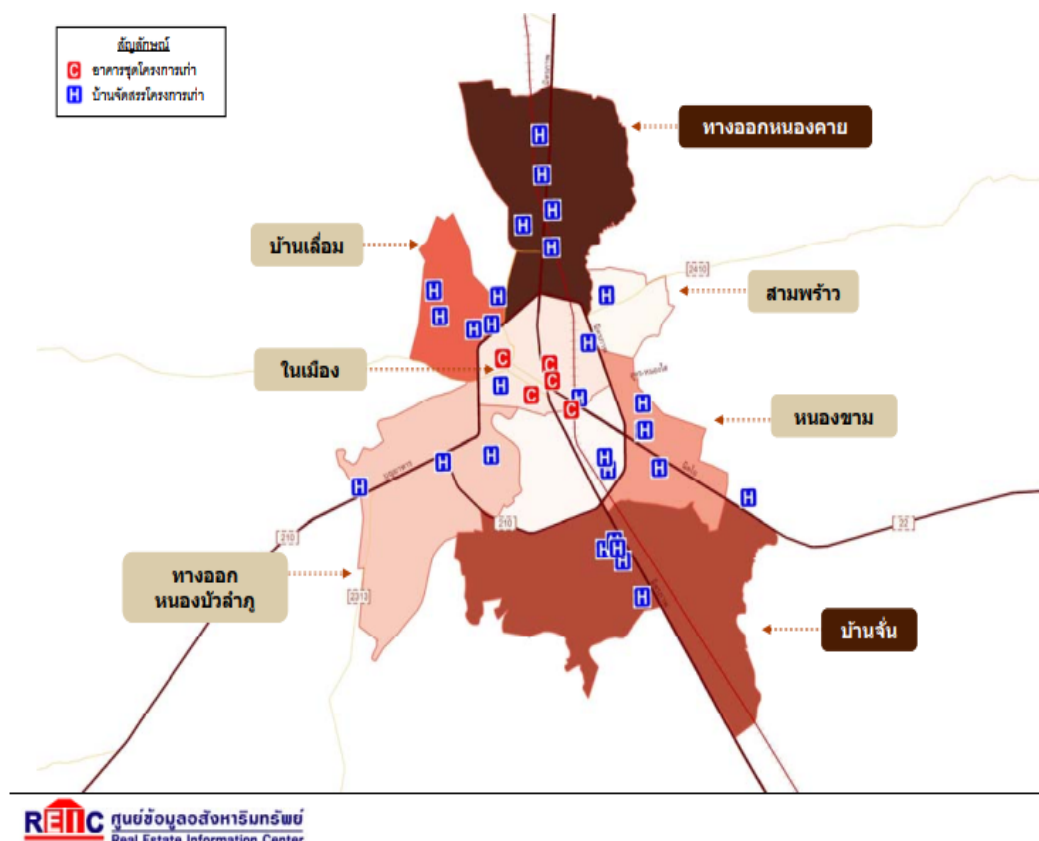 สัญลักษณ์
C อาคารชุดโครงการเก่า
H บ้านจัดสรรโครงการเก่า
ทางออกหนองคาย
H
H
H
H
H
บ้านเลื่อม
2410
สามพร้าว
H
H
H
H
H
H
H
C
C
ในเมือง
C
H
C
H
C
H
หนองขาม
H
H
H
H
H
H
H
H
H
210
210
22
H
H
H
H
ทางออก
หนองบัวลำภู
2313
H
บ้านจั่น
REIC ศูนย์ข้อมูลอสังหาริมทรัพย์
Real Estate Information Center